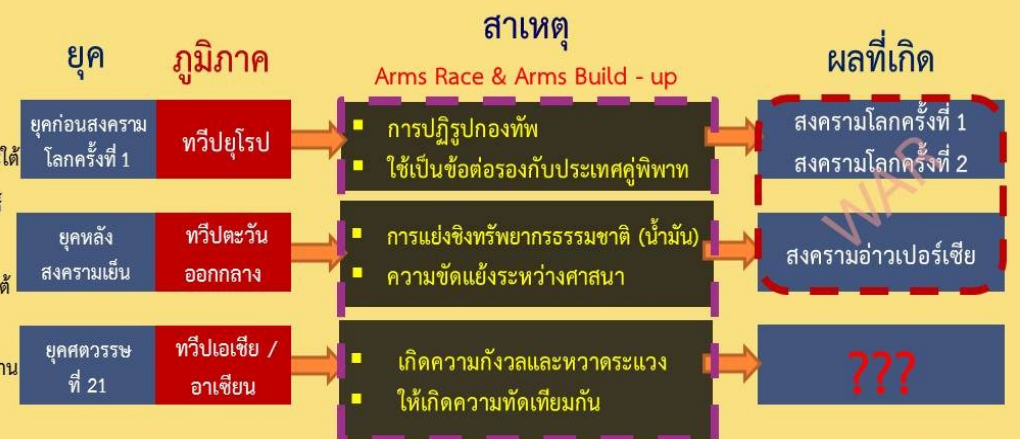 ยุค
ภูมิภาค
สาเหตุ
Arms Race & Arms Build - up
ผลที่เกิด
ยุคก่อนสงคราม
โลกครั้งที่ 1
ทวีปยุโรป
การปฏิรูปกองทัพ
ใช้เป็นข้อต่อรองกับประเทศคู่พิพาท
สงครามโลกครั้งที่ 1
สงครามโลกครั้งที่ 2
WAR
ยุคหลัง
สงครามเย็น
ทวีปตะวัน
ออกกลาง
การแย่งชิงทรัพยากรธรรมชาติ (น้ำมัน)
ความขัดแย้งระหว่างศาสนา
สงครามอ่าวเปอร์เซีย
ยุคศตวรรษ
ที่ 21
ทวีปเอเชีย /
อาเซียน
เกิดความกังวลและหวาดระแวง
ให้เกิดความทัดเทียมกัน
???